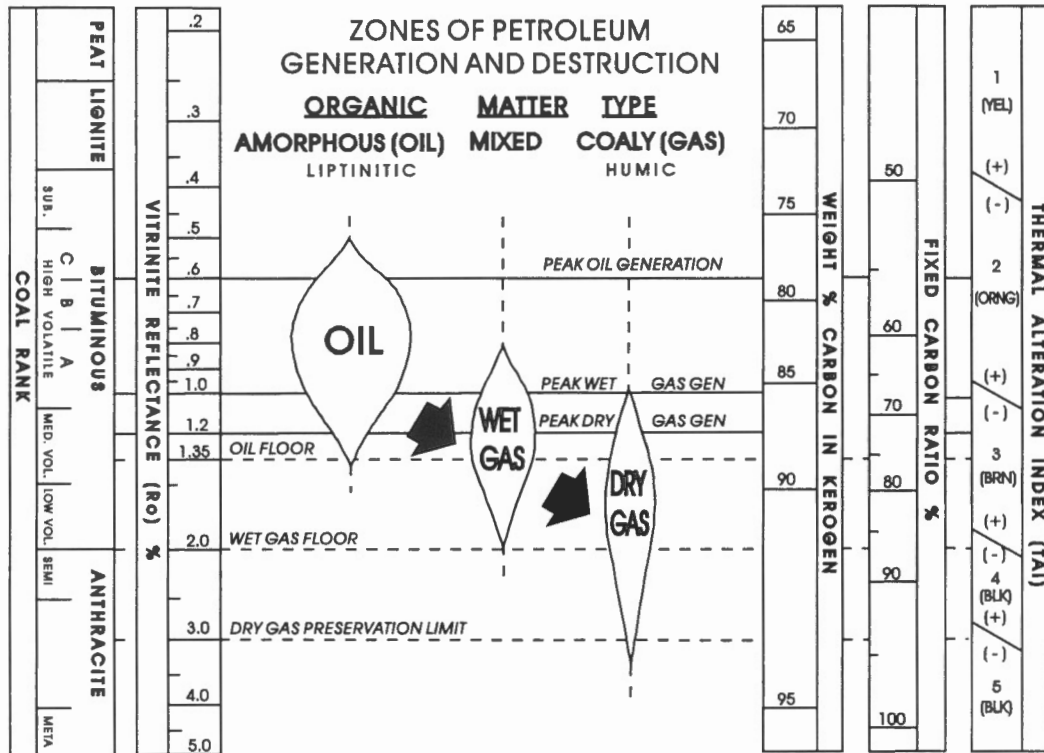 ZONES OF PETROLEUM
GENERATION AND DESTRUCTION
ORGANIC MATTER TYPE
AMORPHOUS (OIL) MIXED COALY (GAS)
LIPTINITIC HUMIC
COAL RANK
PEAT
LIGNITE
BITUMINOUS
ANTHRACITE
SUB.
HIGH VOLATILE
C | B | A
MED. VOL.
LOW VOL.
SEMI
META
VITRINITE REFLECTANCE (Ro) %
.2
.3
.4
.5
.6
.7
.8
.9
1.0
1.2
1.35
2.0
3.0
4.0
5.0
OIL
WET
GAS
DRY
GAS
PEAK OIL GENERATION
PEAK WET GAS GEN
PEAK DRY GAS GEN
OIL FLOOR
WET GAS FLOOR
DRY GAS PRESERVATION LIMIT
65
70
75
80
85
90
95
WEIGHT % CARBON IN KEROGEN
50
60
70
80
90
100
FIXED CARBON RATIO %
1
(YEL)
(+)
(-)
2
(ORNG)
(+)
(-)
3
(BRN)
(+)
(-)
4
(BLK)
(+)
(-)
5
(BLK)
THERMAL ALTERATION INDEX (TAI)